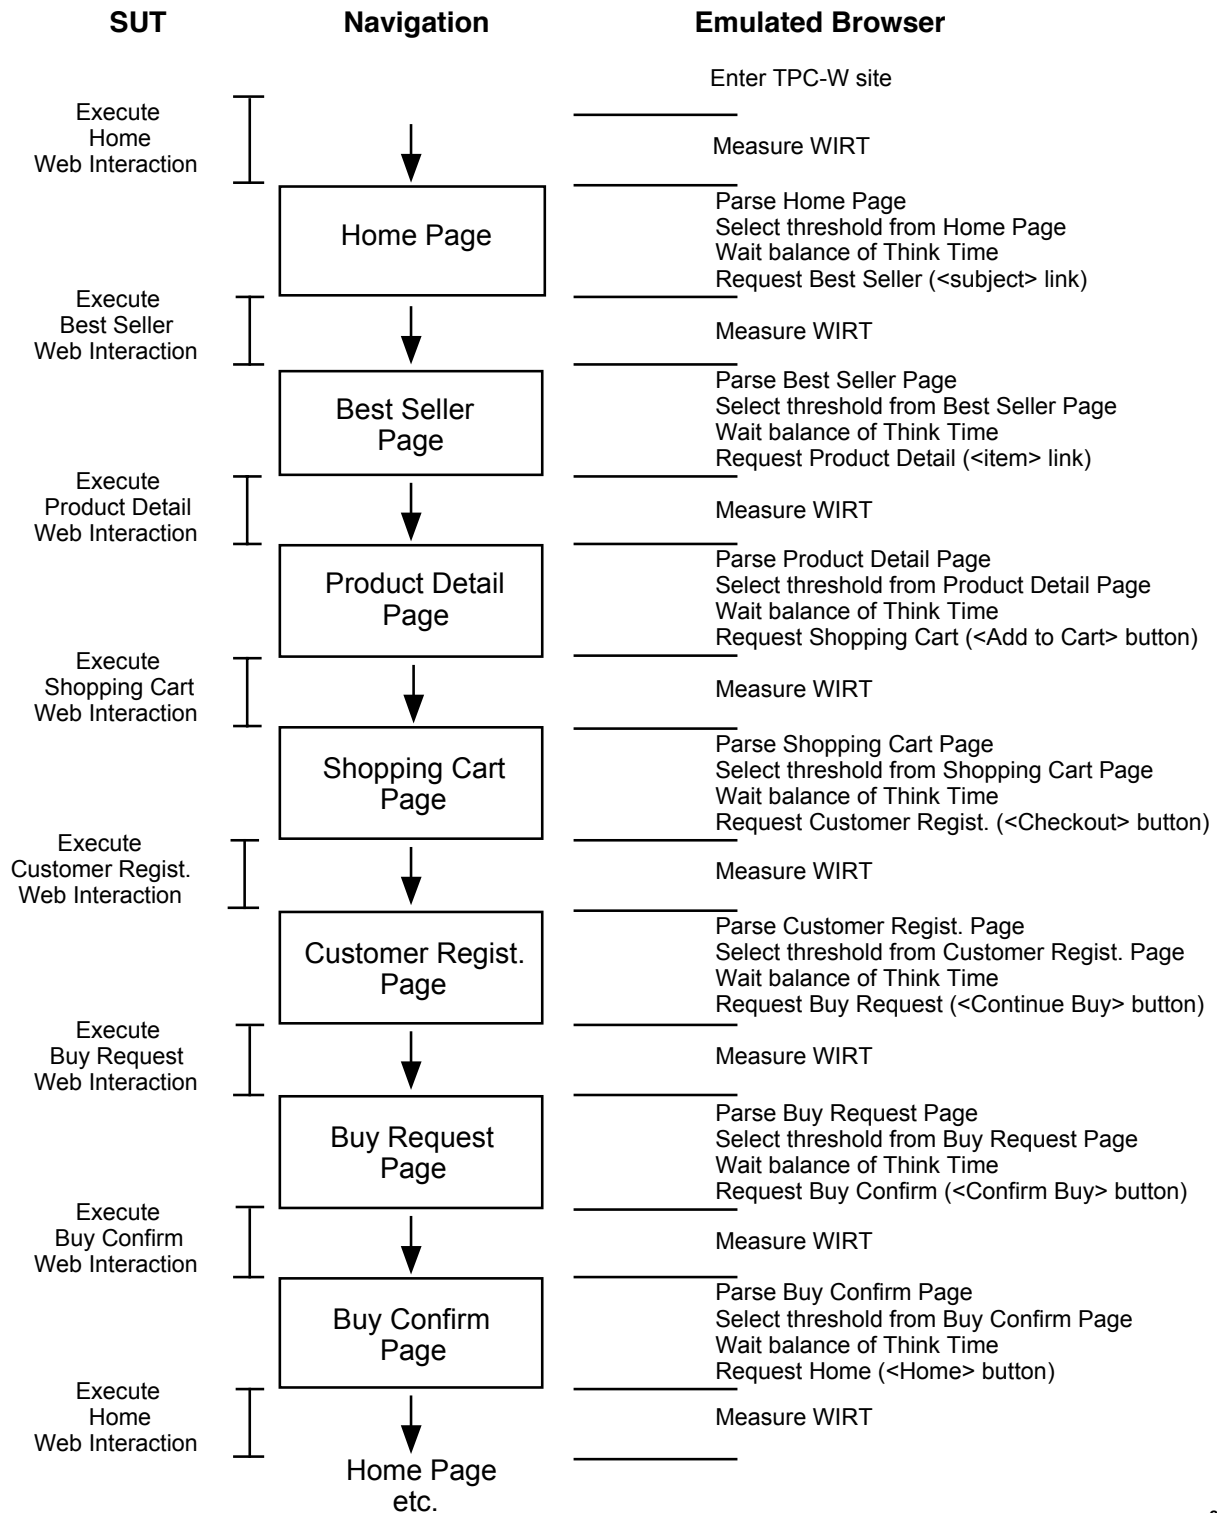 SUT Navigation Emulated Browser
Enter TPC-W site
Execute
Home
Web Interaction
Measure WIRT
Home Page
Parse Home Page
Select threshold from Home Page
Wait balance of Think Time
Request Best Seller (<subject> link)
Execute
Best Seller
Web Interaction
Measure WIRT
Best Seller
Page
Parse Best Seller Page
Select threshold from Best Seller Page
Wait balance of Think Time
Request Product Detail (<item> link)
Execute
Product Detail
Web Interaction
Measure WIRT
Product Detail
Page
Parse Product Detail Page
Select threshold from Product Detail Page
Wait balance of Think Time
Request Shopping Cart (<Add to Cart> button)
Execute
Shopping Cart
Web Interaction
Measure WIRT
Shopping Cart
Page
Parse Shopping Cart Page
Select threshold from Shopping Cart Page
Wait balance of Think Time
Request Customer Regist. (<Checkout> button)
Execute
Customer Regist.
Web Interaction
Measure WIRT
Customer Regist.
Page
Parse Customer Regist. Page
Select threshold from Customer Regist. Page
Wait balance of Think Time
Request Buy Request (<Continue Buy> button)
Execute
Buy Request
Web Interaction
Measure WIRT
Buy Request
Page
Parse Buy Request Page
Select threshold from Buy Request Page
Wait balance of Think Time
Request Buy Confirm (<Confirm Buy> button)
Execute
Buy Confirm
Web Interaction
Measure WIRT
Buy Confirm
Page
Parse Buy Confirm Page
Select threshold from Buy Confirm Page
Wait balance of Think Time
Request Home (<Home> button)
Execute
Home
Web Interaction
Measure WIRT
Home Page
etc.